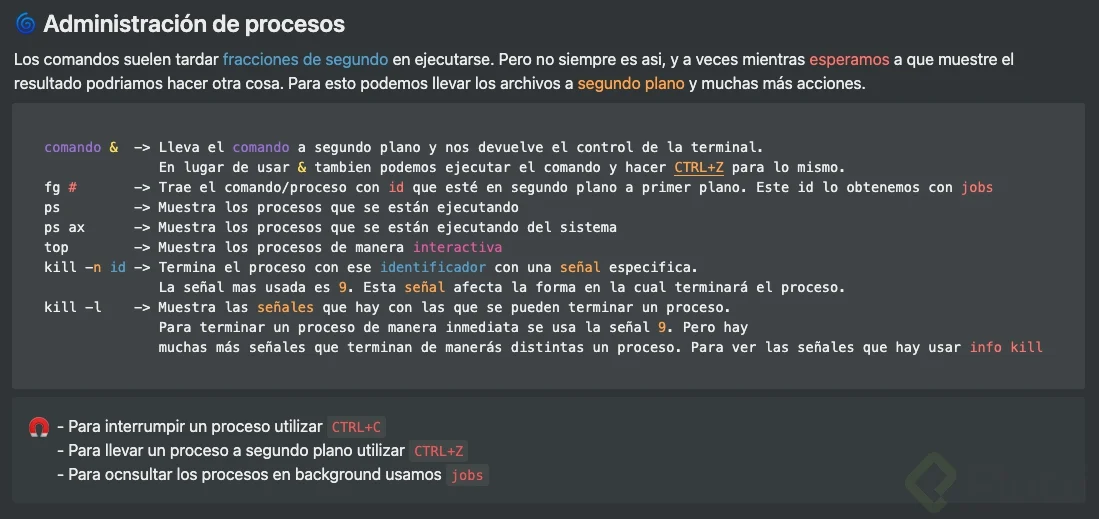 Administración de procesos
Los comandos suelen tardar fracciones de segundo en ejecutarse. Pero no siempre es asi, y a veces mientras esperamos a que muestre el
resultado podriamos hacer otra cosa. Para esto podemos llevar los archivos a segundo plano y muchas más acciones.
comando & -> Lleva el comando a segundo plano y nos devuelve el control de la terminal.
En lugar de usar & tambien podemos ejecutar el comando y hacer CTRL+Z para lo mismo.
fg # -> Trae el comando/proceso con id que esté en segundo plano a primer plano. Este id lo obtenemos con jobs
ps -> Muestra los procesos que se están ejecutando
ps ax -> Muestra los procesos que se están ejecutando del sistema
top -> Muestra los procesos de manera interactiva
kill -n id -> Termina el proceso con ese identificador con una señal especifica.
La señal mas usada es 9. Esta señal afecta la forma en la cual terminará el proceso.
kill -l -> Muestra las señales que hay con las que se pueden terminar un proceso.
Para terminar un proceso de manera inmediata se usa la señal 9. Pero hay
muchas más señales que terminan de manerás distintas un proceso. Para ver las señales que hay usar info kill
- Para interrumpir un proceso utilizar CTRL+C
- Para llevar un proceso a segundo plano utilizar CTRL+Z
- Para ocnsultar los procesos en background usamos jobs